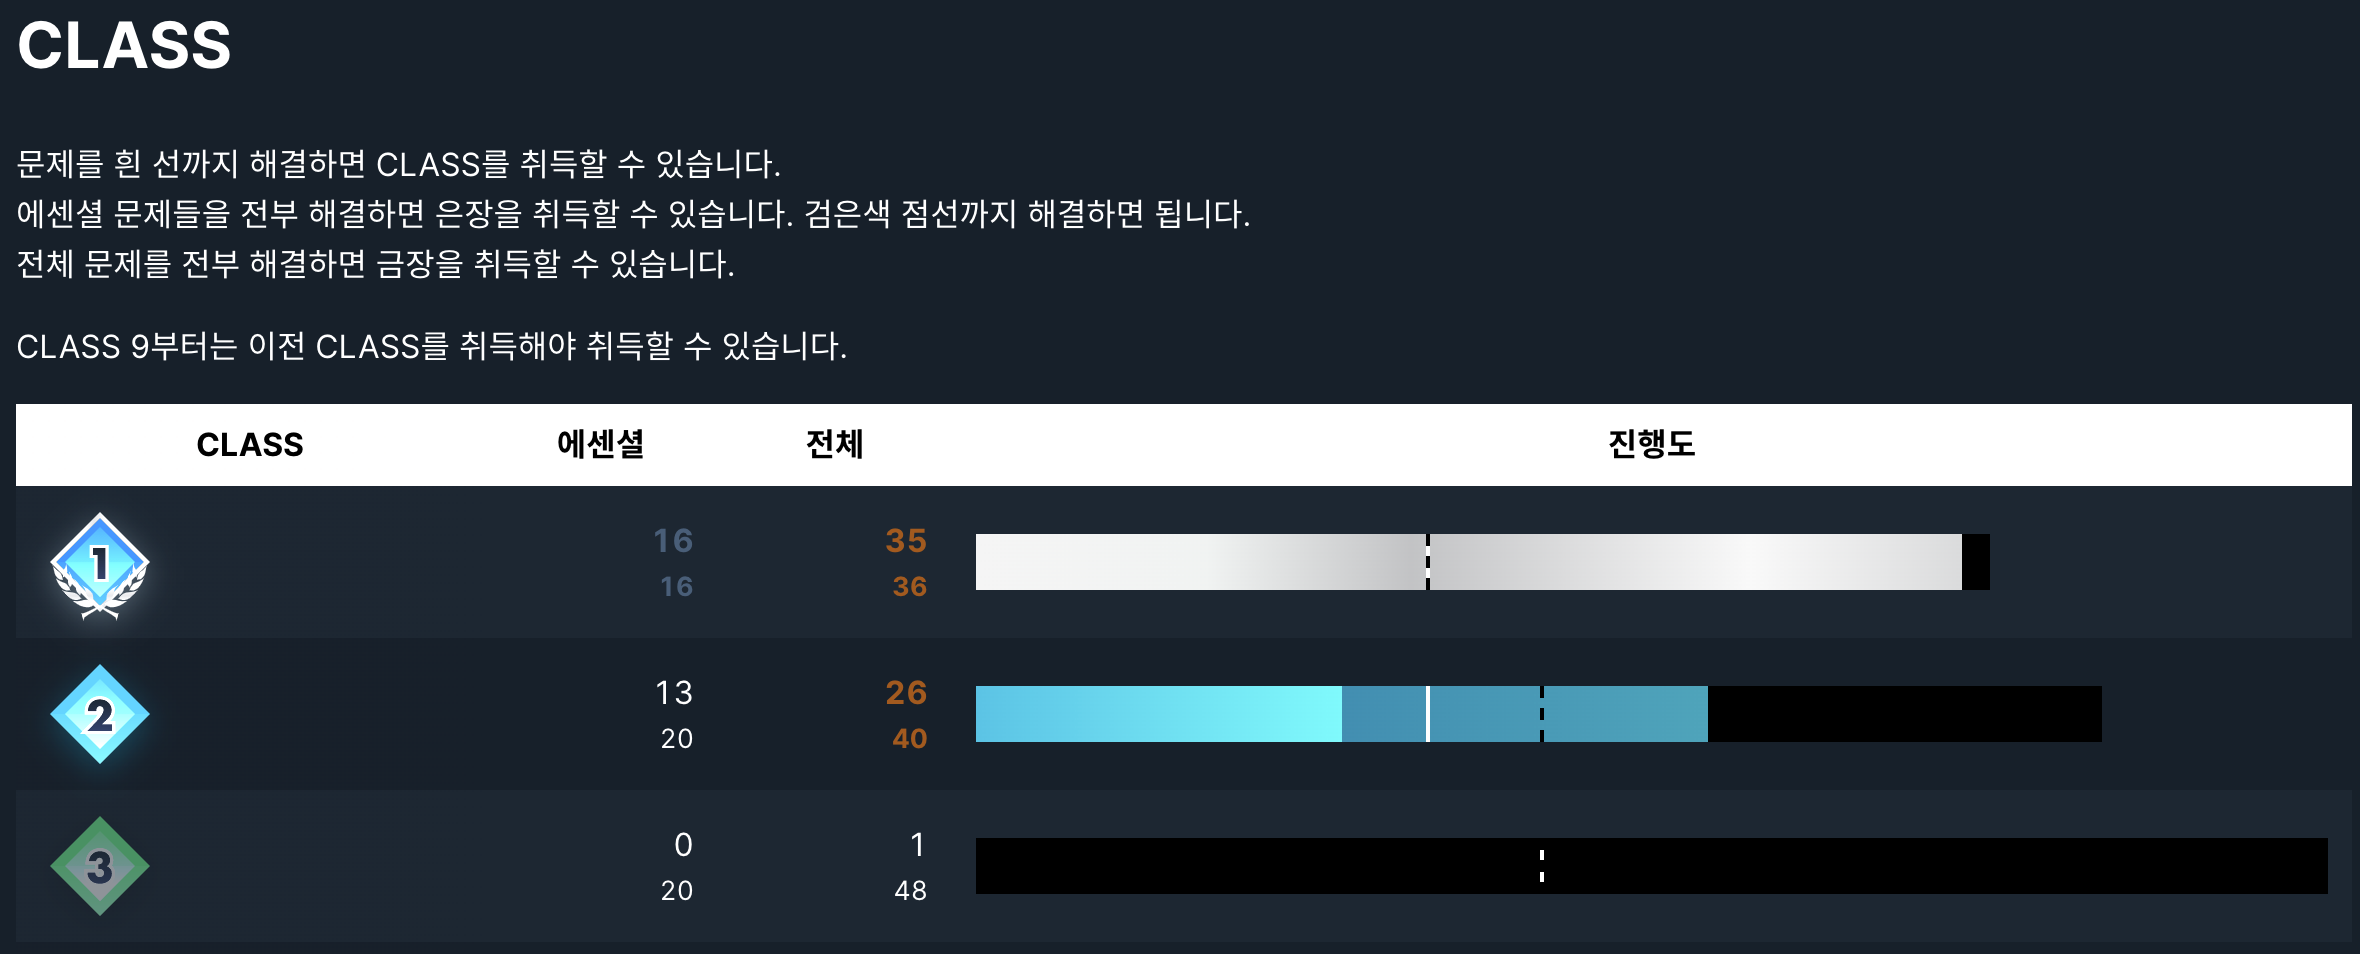 CLASS
문제를 흰 선까지 해결하면 CLASS를 취득할 수 있습니다.
에센셜 문제들을 전부 해결하면 은장을 취득할 수 있습니다. 검은색 점선까지 해결하면 됩니다.
전체 문제를 전부 해결하면 금장을 취득할 수 있습니다.
CLASS 9부터는 이전 CLASS를 취득해야 취득할 수 있습니다.
CLASS 에센셜 전체 진행도
1 16 35
16 36
2 13 26
20 40
3 0 1
20 48